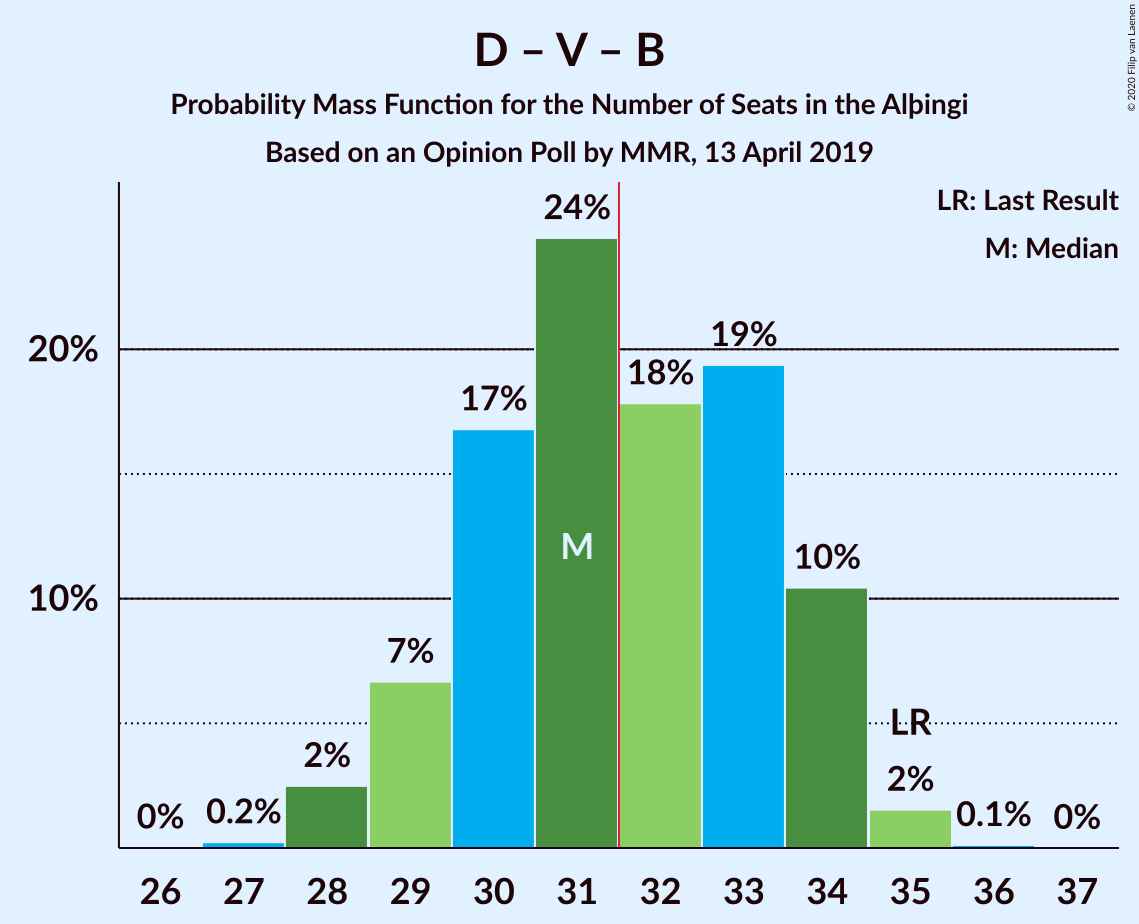 D – V – B
Probability Mass Function for the Number of Seats in the Alþingi
Based on an Opinion Poll by MMR, 13 April 2019
© 2020 Filip van Laenen
LR: Last Result
M: Median
20%
10%
0%
0.2%
2%
7%
17%
24%
18%
19%
10%
2%
0.1%
0%
M
LR
26 27 28 29 30 31 32 33 34 35 36 37